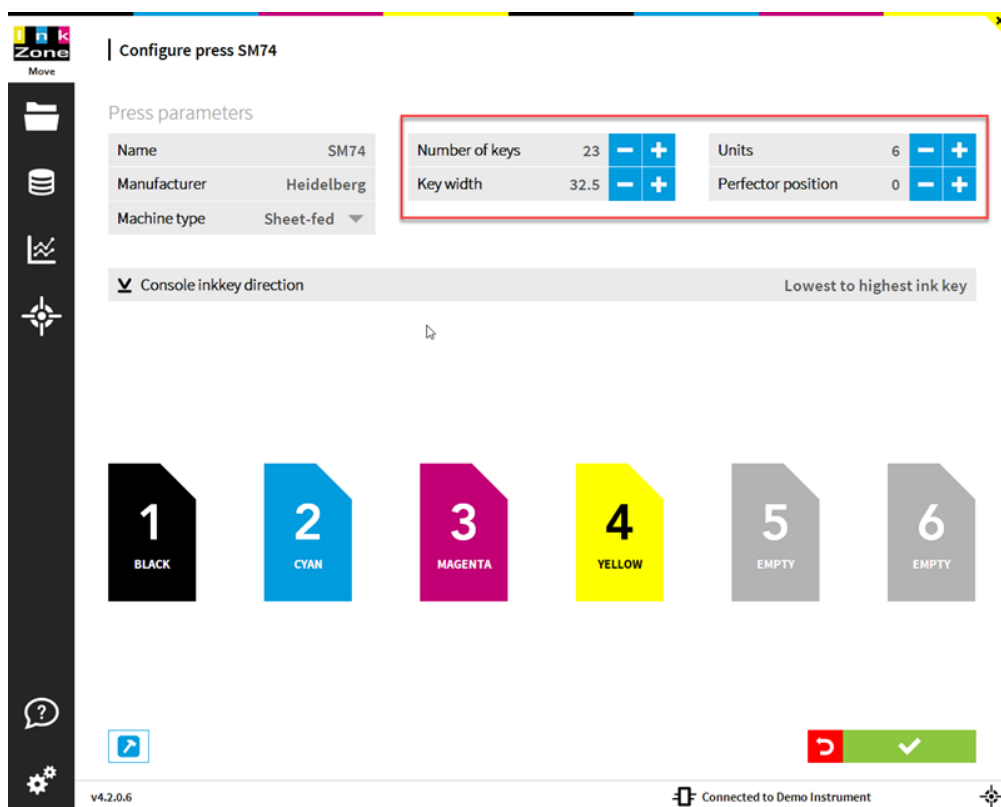 Ink
Zone
Move
Configure press SM74
Press parameters
Name SM74
Manufacturer Heidelberg
Machine type Sheet-fed
Number of keys 23
Key width 32.5
Units 6
Perfector position 0
Console inkkey direction Lowest to highest ink key
1 2 3 4 5 6
BLACK CYAN MAGENTA YELLOW EMPTY EMPTY
v4.2.0.6 Connected to Demo Instrument